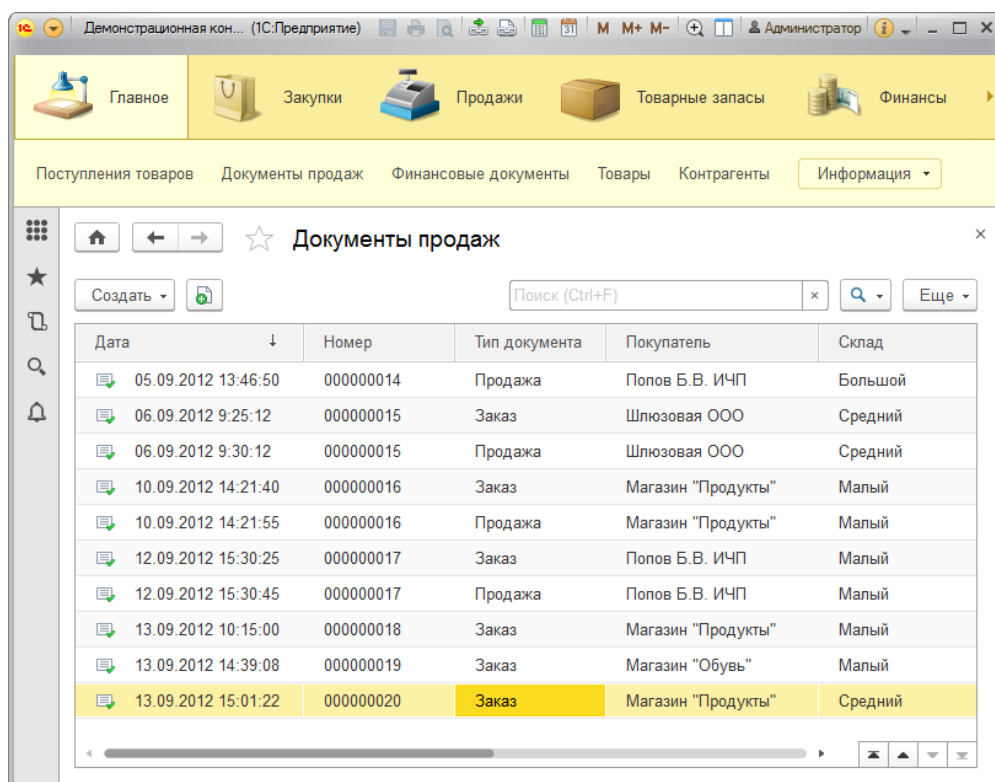 1С Демонстрационная кон... (1С:Предприятие) 31 M M+ M- Администратор i
Главное Закупки Продажи Товарные запасы Финансы
Поступления товаров Документы продаж Финансовые документы Товары Контрагенты Информация
Документы продаж
Создать Поиск (Ctrl+F) Еще
Дата Номер Тип документа Покупатель Склад
05.09.2012 13:46:50 000000014 Продажа Попов Б.В. ИЧП Большой
06.09.2012 9:25:12 000000015 Заказ Шлюзовая ООО Средний
06.09.2012 9:30:12 000000015 Продажа Шлюзовая ООО Средний
10.09.2012 14:21:40 000000016 Заказ Магазин "Продукты" Малый
10.09.2012 14:21:55 000000016 Продажа Магазин "Продукты" Малый
12.09.2012 15:30:25 000000017 Заказ Попов Б.В. ИЧП Малый
12.09.2012 15:30:45 000000017 Продажа Попов Б.В. ИЧП Малый
13.09.2012 10:15:00 000000018 Заказ Магазин "Продукты" Малый
13.09.2012 14:39:08 000000019 Заказ Магазин "Обувь" Малый
13.09.2012 15:01:22 000000020 Заказ Магазин "Продукты" Средний